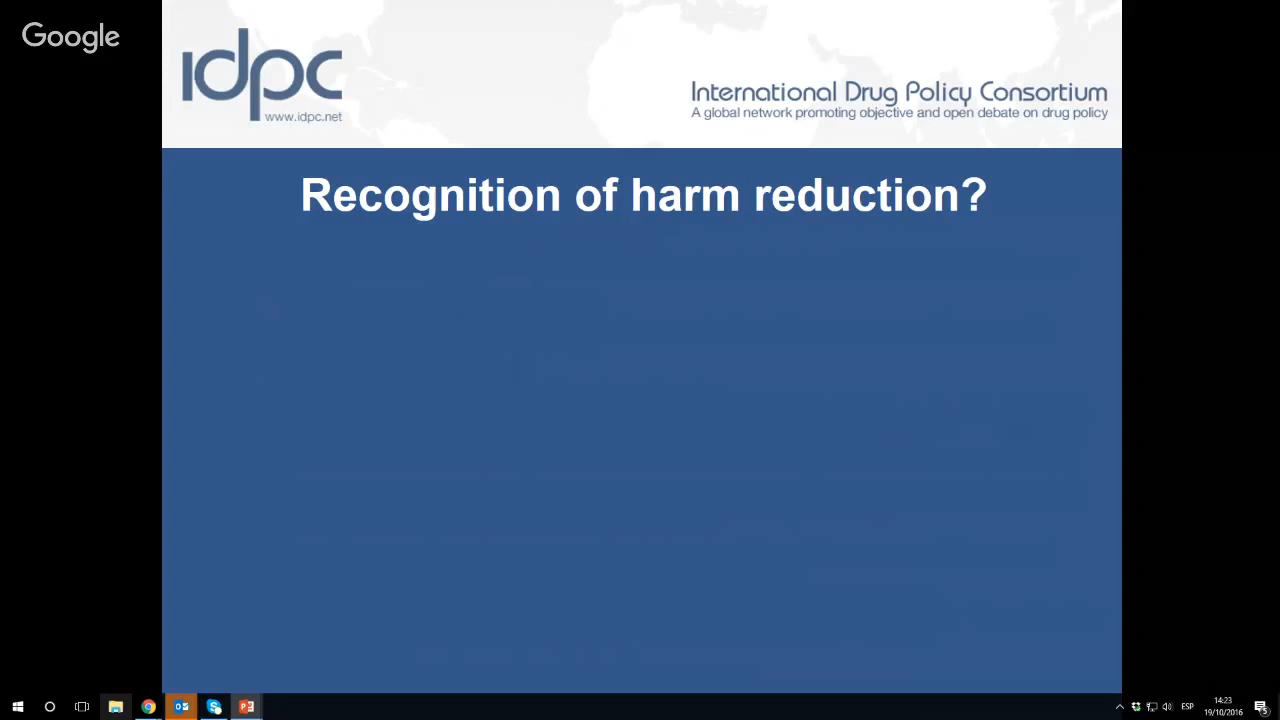 Google
idpc
www.idpc.net
International Drug Policy Consortium
A global network promoting objective and open debate on drug policy
Recognition of harm reduction?
ESP
14:23
19/10/2016
5